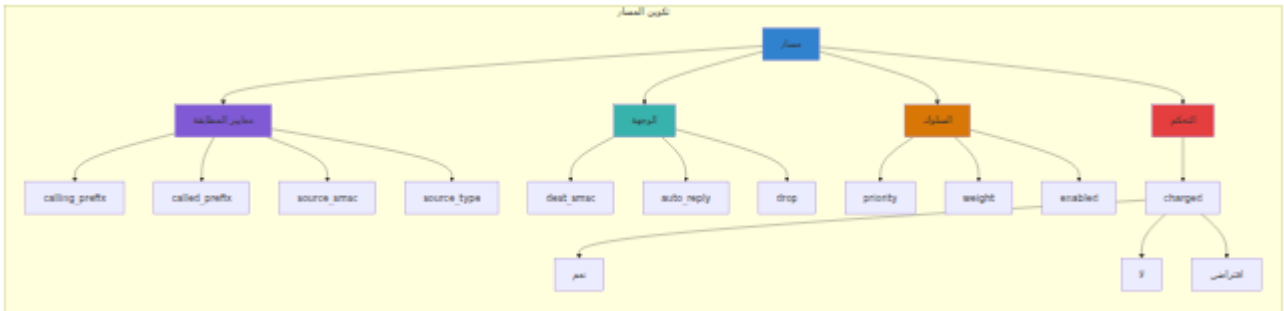 تكوين المسار
مسار
معايير المطابقة
الوجهة
السلوك
التحكم
calling_prefix
called_prefix
source_smsc
source_type
dest_smsc
auto_reply
drop
priority
weight
enabled
charged
نعم
لا
افتراضي